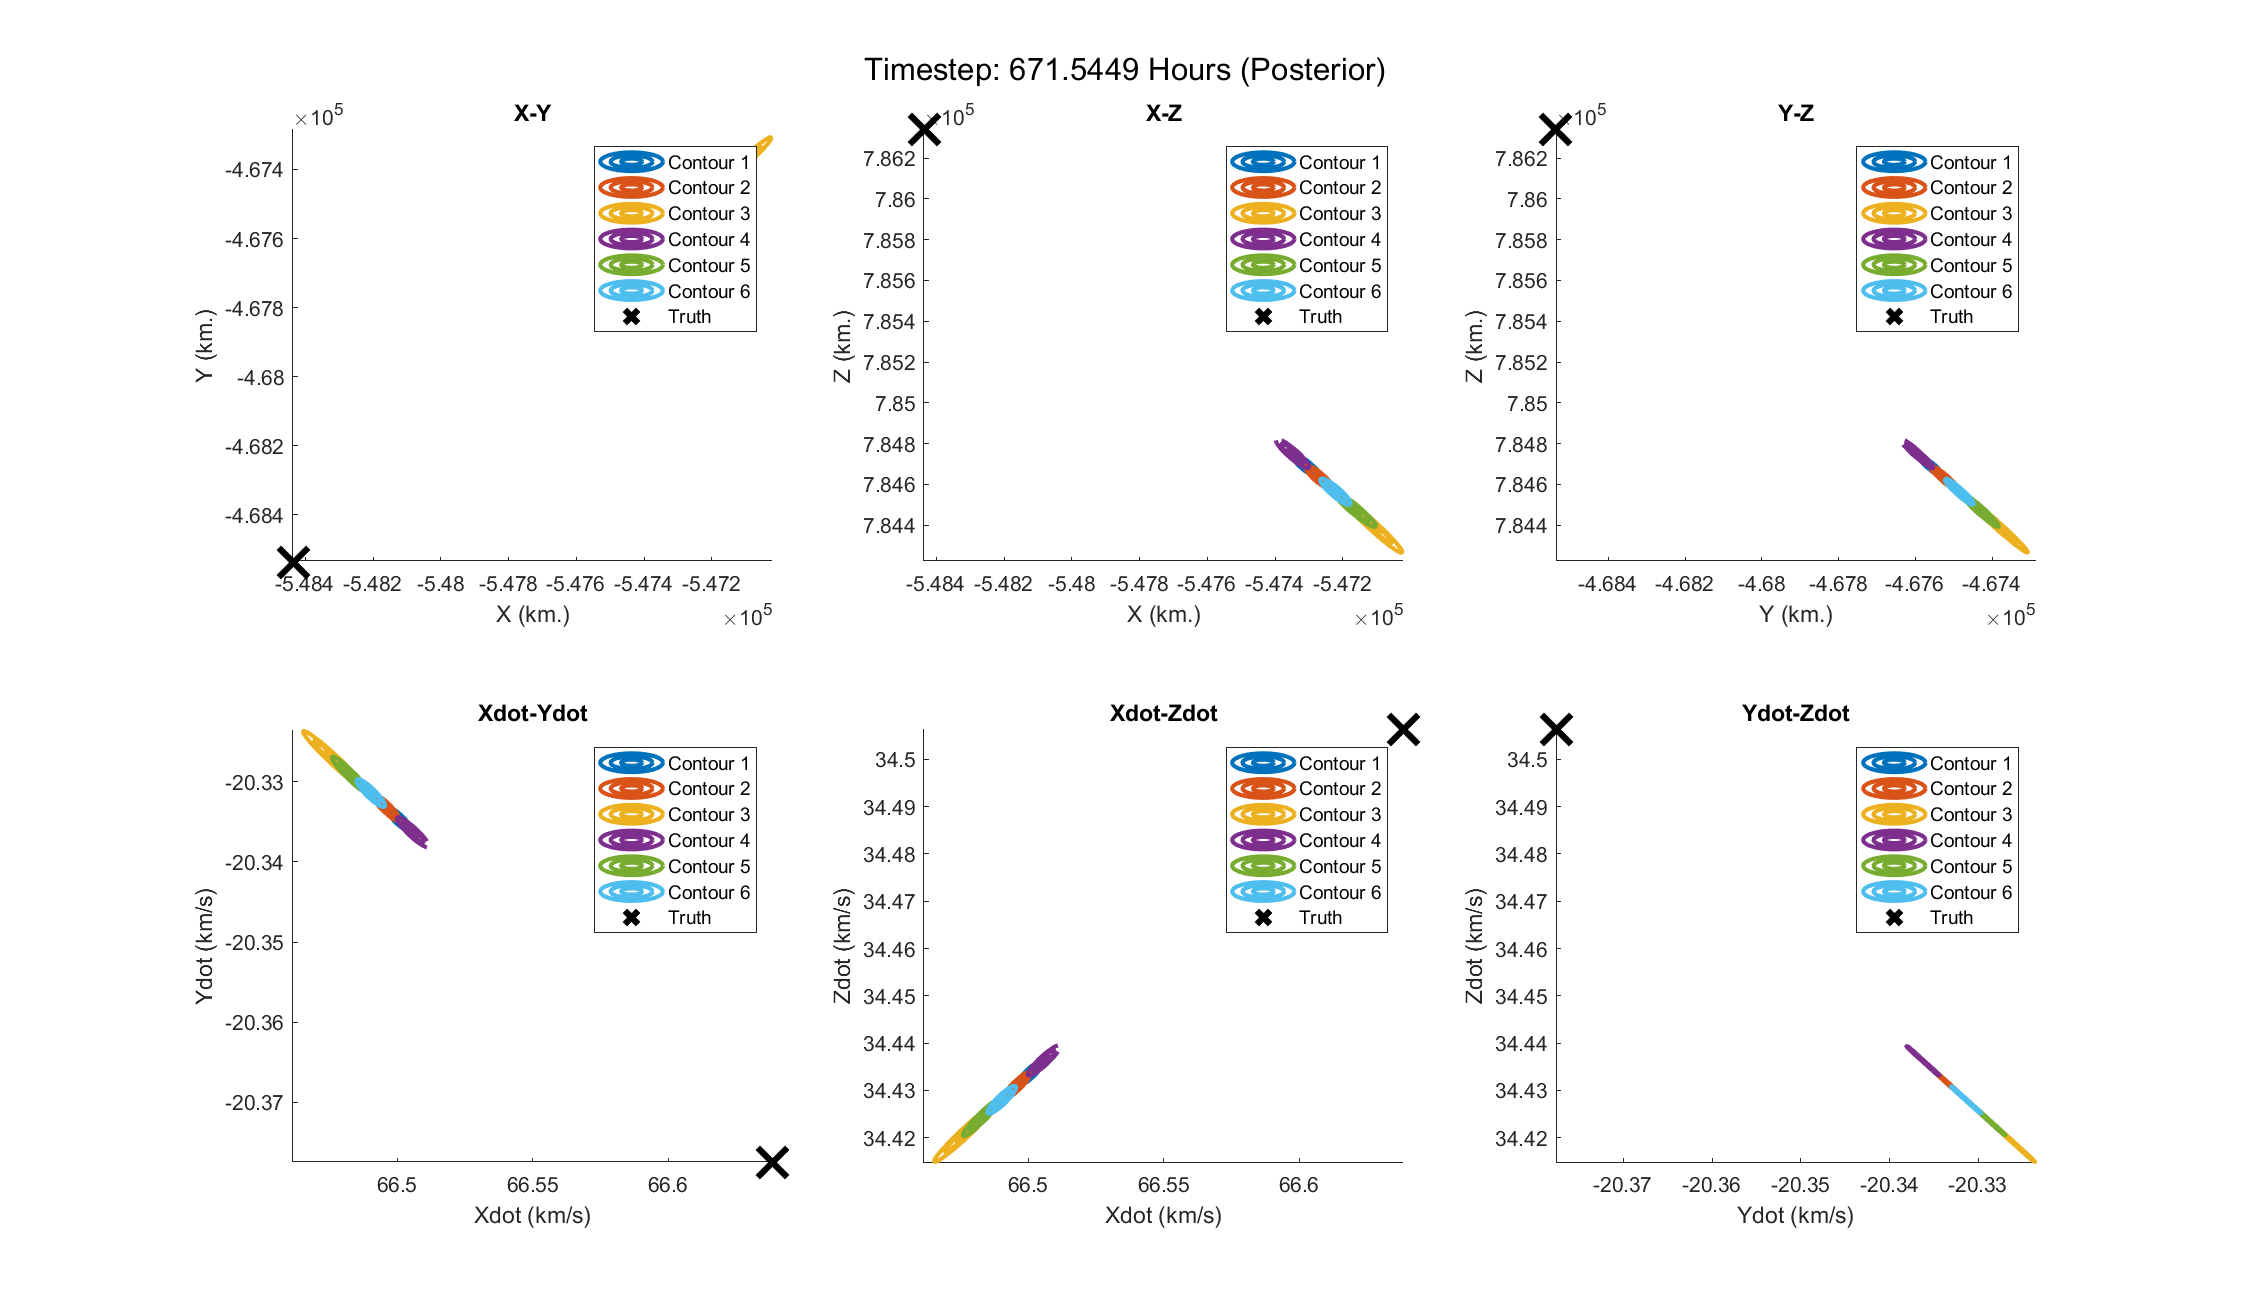 Timestep: 671.5449 Hours (Posterior)
X-Y
×10⁵
-4.674
-4.676
-4.678
-4.68
-4.682
-4.684
Y (km.)
Contour 1
Contour 2
Contour 3
Contour 4
Contour 5
Contour 6
Truth
-5.484 -5.482 -5.48 -5.478 -5.476 -5.474 -5.472
X (km.)
×10⁵
X-Z
×10⁵
7.862
7.86
7.858
7.856
7.854
7.852
7.85
7.848
7.846
7.844
Z (km.)
Contour 1
Contour 2
Contour 3
Contour 4
Contour 5
Contour 6
Truth
-5.484 -5.482 -5.48 -5.478 -5.476 -5.474 -5.472
X (km.)
×10⁵
Y-Z
×10⁵
7.862
7.86
7.858
7.856
7.854
7.852
7.85
7.848
7.846
7.844
Z (km.)
Contour 1
Contour 2
Contour 3
Contour 4
Contour 5
Contour 6
Truth
-4.684 -4.682 -4.68 -4.678 -4.676 -4.674
Y (km.)
×10⁵
Xdot-Ydot
-20.33
-20.34
-20.35
-20.36
-20.37
Ydot (km/s)
Contour 1
Contour 2
Contour 3
Contour 4
Contour 5
Contour 6
Truth
66.5 66.55 66.6
Xdot (km/s)
Xdot-Zdot
34.5
34.49
34.48
34.47
34.46
34.45
34.44
34.43
34.42
Zdot (km/s)
Contour 1
Contour 2
Contour 3
Contour 4
Contour 5
Contour 6
Truth
66.5 66.55 66.6
Xdot (km/s)
Ydot-Zdot
34.5
34.49
34.48
34.47
34.46
34.45
34.44
34.43
34.42
Zdot (km/s)
Contour 1
Contour 2
Contour 3
Contour 4
Contour 5
Contour 6
Truth
-20.37 -20.36 -20.35 -20.34 -20.33
Ydot (km/s)